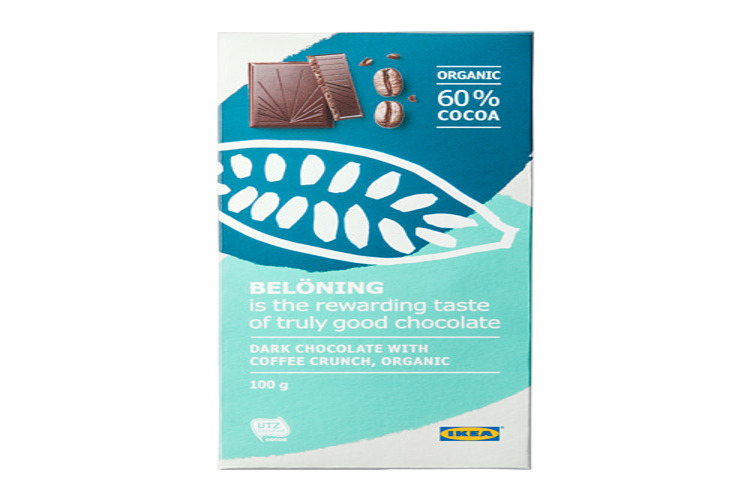 ORGANIC
60%
COCOA
BELÖNING
is the rewarding taste
of truly good chocolate
DARK CHOCOLATE WITH
COFFEE CRUNCH, ORGANIC
100 g
UTZ
IKEA